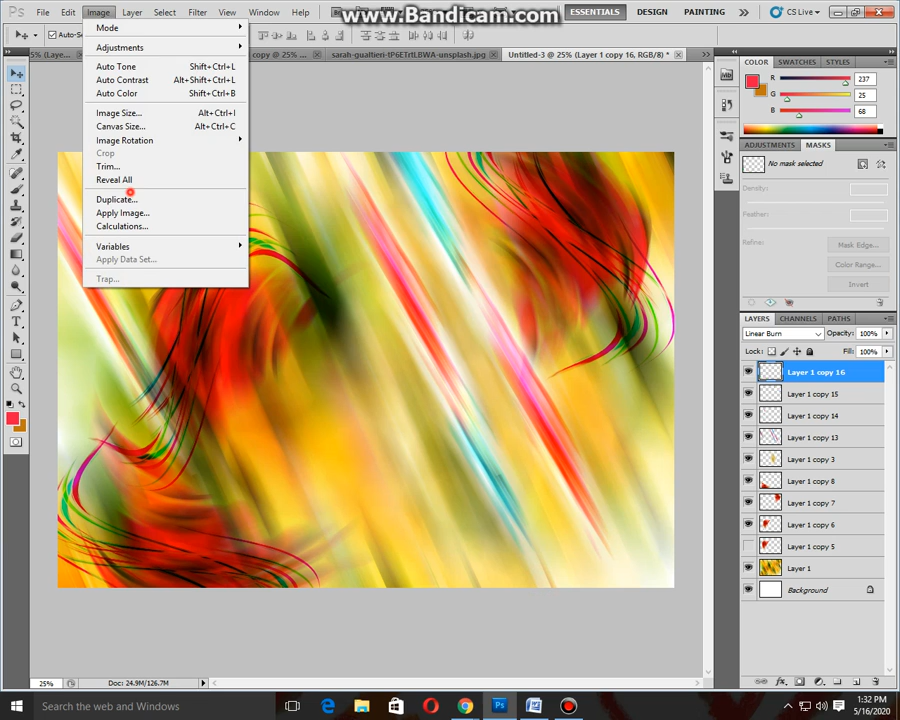 www.Bandicam.com
Ps File Edit Image Layer Select Filter View Window ESSENTIALS DESIGN PAINTING >> CS Live
Auto-Se
5% (Laye... copy @ 25% ... sarah-gualtieri-tP6ETrtLBWA-unsplash.jpg Untitled-3 @ 25% (Layer 1 copy 16, RGB/8) *
Mode
Adjustments
Auto Tone Shift+Ctrl+L
Auto Contrast Alt+Shift+Ctrl+L
Auto Color Shift+Ctrl+B
Image Size... Alt+Ctrl+I
Canvas Size... Alt+Ctrl+C
Image Rotation
Crop
Trim...
Reveal All
Duplicate...
Apply Image...
Calculations...
Variables
Apply Data Set...
Trap...
COLOR SWATCHES STYLES
R 237
G 25
B 68
ADJUSTMENTS MASKS
No mask selected
Density:
Feather:
Refine: Mask Edge...
Color Range...
Invert
LAYERS CHANNELS PATHS
Linear Burn Opacity: 100%
Lock: Fill: 100%
Layer 1 copy 16
Layer 1 copy 15
Layer 1 copy 14
Layer 1 copy 13
Layer 1 copy 3
Layer 1 copy 8
Layer 1 copy 7
Layer 1 copy 6
Layer 1 copy 5
Layer 1
Background
25% Doc: 24.9M/126.7M
Search the web and Windows
1:32 PM
5/16/2020